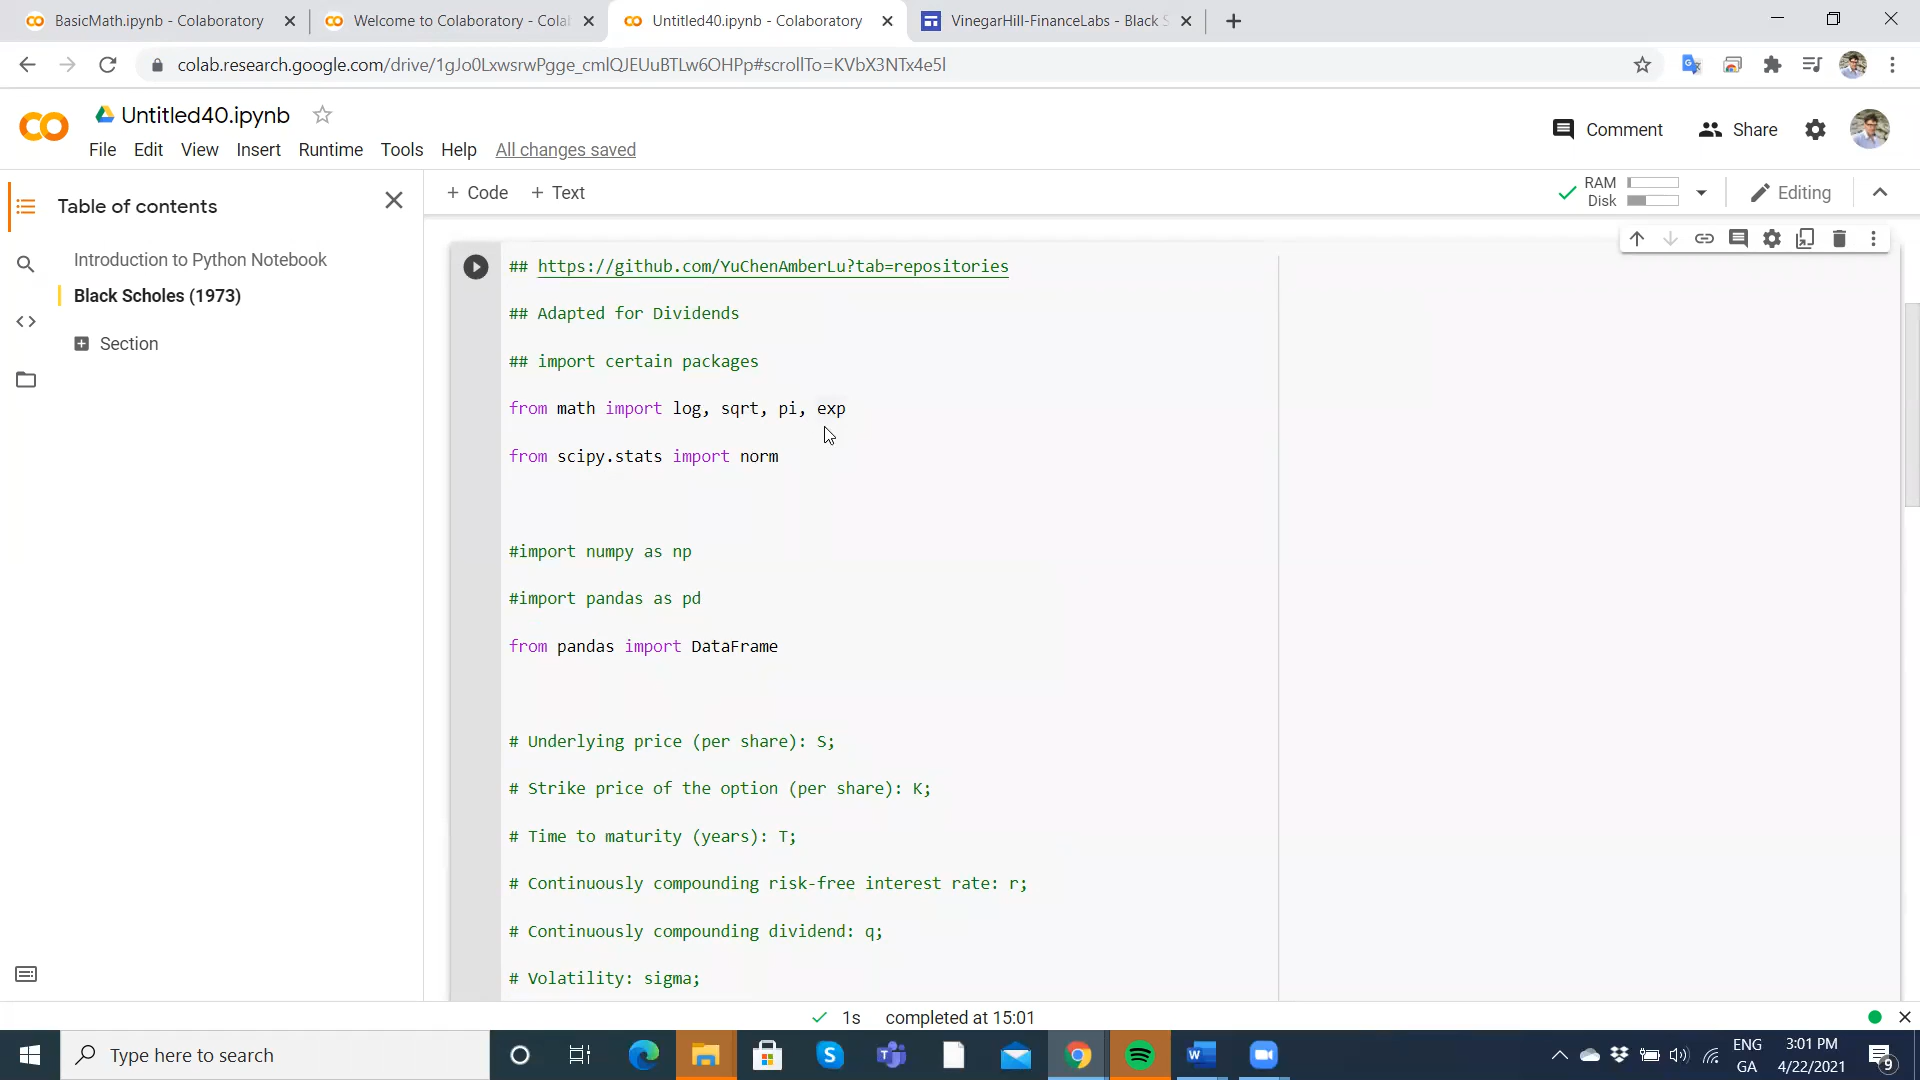 BasicMath.ipynb - Colaboratory
Welcome to Colaboratory - Colal
Untitled40.ipynb - Colaboratory
VinegarHill-FinanceLabs - Black S
colab.research.google.com/drive/1gJo0LxwsrwPgge_cmlQJEUuBTLw6OHPp#scrollTo=KVbX3NTx4e5l
Untitled40.ipynb
Comment
Share
File Edit View Insert Runtime Tools Help All changes saved
Table of contents
+ Code + Text
RAM
Disk
Editing
Introduction to Python Notebook
Black Scholes (1973)
Section
## https://github.com/YuChenAmberLu?tab=repositories
## Adapted for Dividends
## import certain packages
from math import log, sqrt, pi, exp
from scipy.stats import norm
#import numpy as np
#import pandas as pd
from pandas import DataFrame
# Underlying price (per share): S;
# Strike price of the option (per share): K;
# Time to maturity (years): T;
# Continuously compounding risk-free interest rate: r;
# Continuously compounding dividend: q;
# Volatility: sigma;
1s completed at 15:01
Type here to search
ENG
GA
3:01 PM
4/22/2021
9